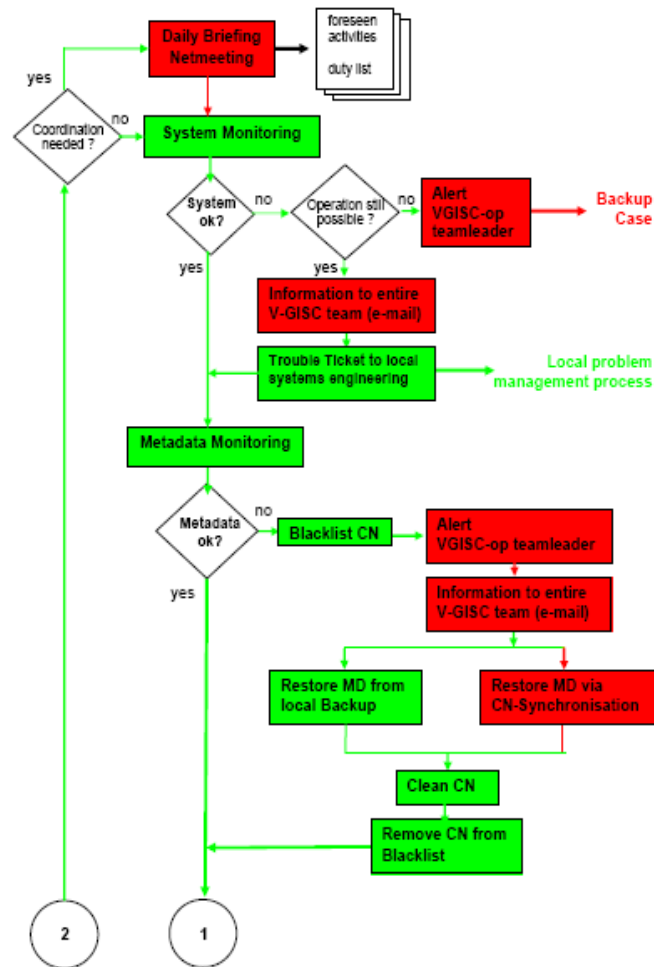 foreseen
activities
duty list
Daily Briefing
Netmeeting
yes
Coordination
needed ?
no
System Monitoring
System
ok?
no
Operation still
possible ?
no
Alert
VGISC-op
teamleader
Backup
Case
yes
yes
Information to entire
V-GISC team (e-mail)
Trouble Ticket to local
systems engineering
Local problem
management process
Metadata Monitoring
Metadata
ok?
no
Blacklist CN
Alert
VGISC-op teamleader
yes
Information to entire
V-GISC team (e-mail)
Restore MD from
local Backup
Restore MD via
CN-Synchronisation
Clean CN
Remove CN from
Blacklist
2
1